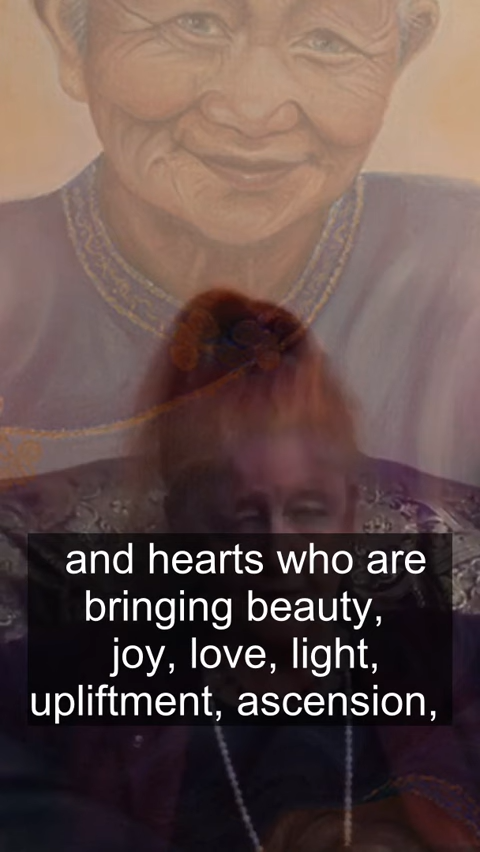 and hearts who are
bringing beauty,
joy, love, light,
upliftment, ascension,